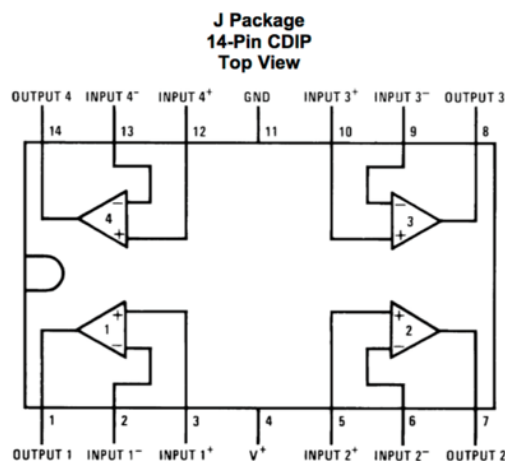 J Package
14-Pin CDIP
Top View
OUTPUT 4 INPUT 4⁻ INPUT 4⁺ GND INPUT 3⁺ INPUT 3⁻ OUTPUT 3
14 13 12 11 10 9 8
− −
4 3
+ +
+ +
1 2
− −
1 2 3 4 5 6 7
OUTPUT 1 INPUT 1⁻ INPUT 1⁺ V⁺ INPUT 2⁺ INPUT 2⁻ OUTPUT 2